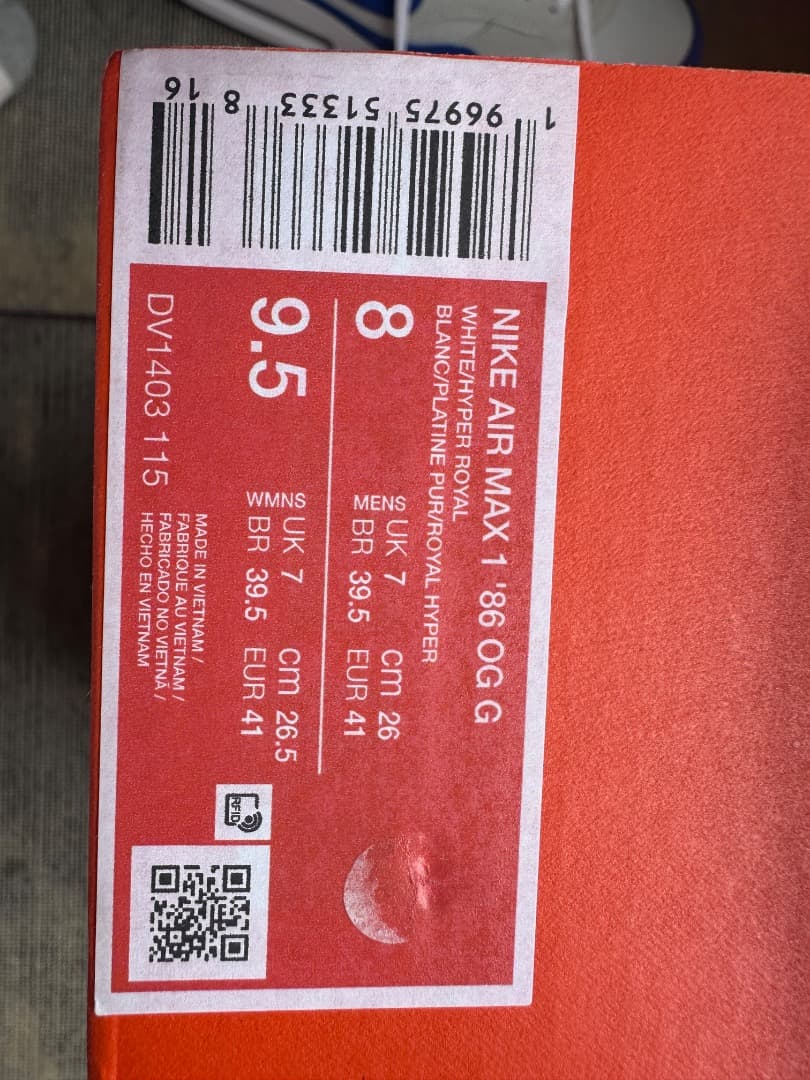 1 96975 51333 8 16
NIKE AIR MAX 1 '86 OG G
WHITE/HYPER ROYAL
BLANC/PLATINE PUR/ROYAL HYPER
8
MENS
UK 7 cm 26
BR 39.5 EUR 41
9.5
WMNS
UK 7 cm 26.5
BR 39.5 EUR 41
DV1403 115
MADE IN VIETNAM /
FABRIQUE AU VIETNAM /
FABRICADO NO VIETNÃ /
HECHO EN VIETNAM
RFID